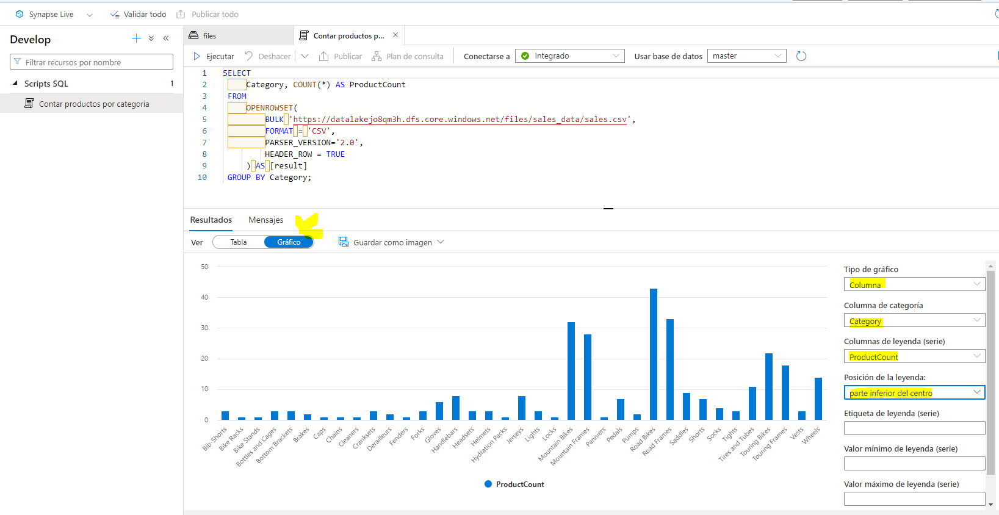 Synapse Live
Validar todo
Publicar todo
Develop
Filtrar recursos por nombre
Scripts SQL 1
Contar productos por categoria
files
Contar productos p...
Ejecutar
Deshacer
Publicar
Plan de consulta
Conectarse a
Integrado
Usar base de datos
master
1 SELECT
2 Category, COUNT(*) AS ProductCount
3 FROM
4 OPENROWSET(
5 BULK 'https://datalakejo8qm3h.dfs.core.windows.net/files/sales_data/sales.csv',
6 FORMAT = 'CSV',
7 PARSER_VERSION='2.0',
8 HEADER_ROW = TRUE
9 ) AS [result]
10 GROUP BY Category;
Resultados
Mensajes
Ver
Tabla
Gráfico
Guardar como imagen
50
40
30
20
10
0
Bib-Shorts
Bike Racks
Bike Stands
Bottles and Cages
Bottom Brackets
Brakes
Caps
Chains
Cleaners
Cranksets
Derailleurs
Fenders
Forks
Gloves
Handlebars
Headsets
Helmets
Hydration Packs
Jerseys
Lights
Locks
Mountain Bikes
Mountain Frames
Panniers
Pedals
Pumps
Road Bikes
Road Frames
Saddles
Shorts
Socks
Tights
Tires and Tubes
Touring Bikes
Touring Frames
Vests
Wheels
ProductCount
Tipo de gráfico
Columna
Columna de categoría
Category
Columnas de leyenda (serie)
ProductCount
Posición de la leyenda:
parte inferior del centro
Etiqueta de leyenda (serie)
Valor mínimo de leyenda (serie)
Valor máximo de leyenda (serie)